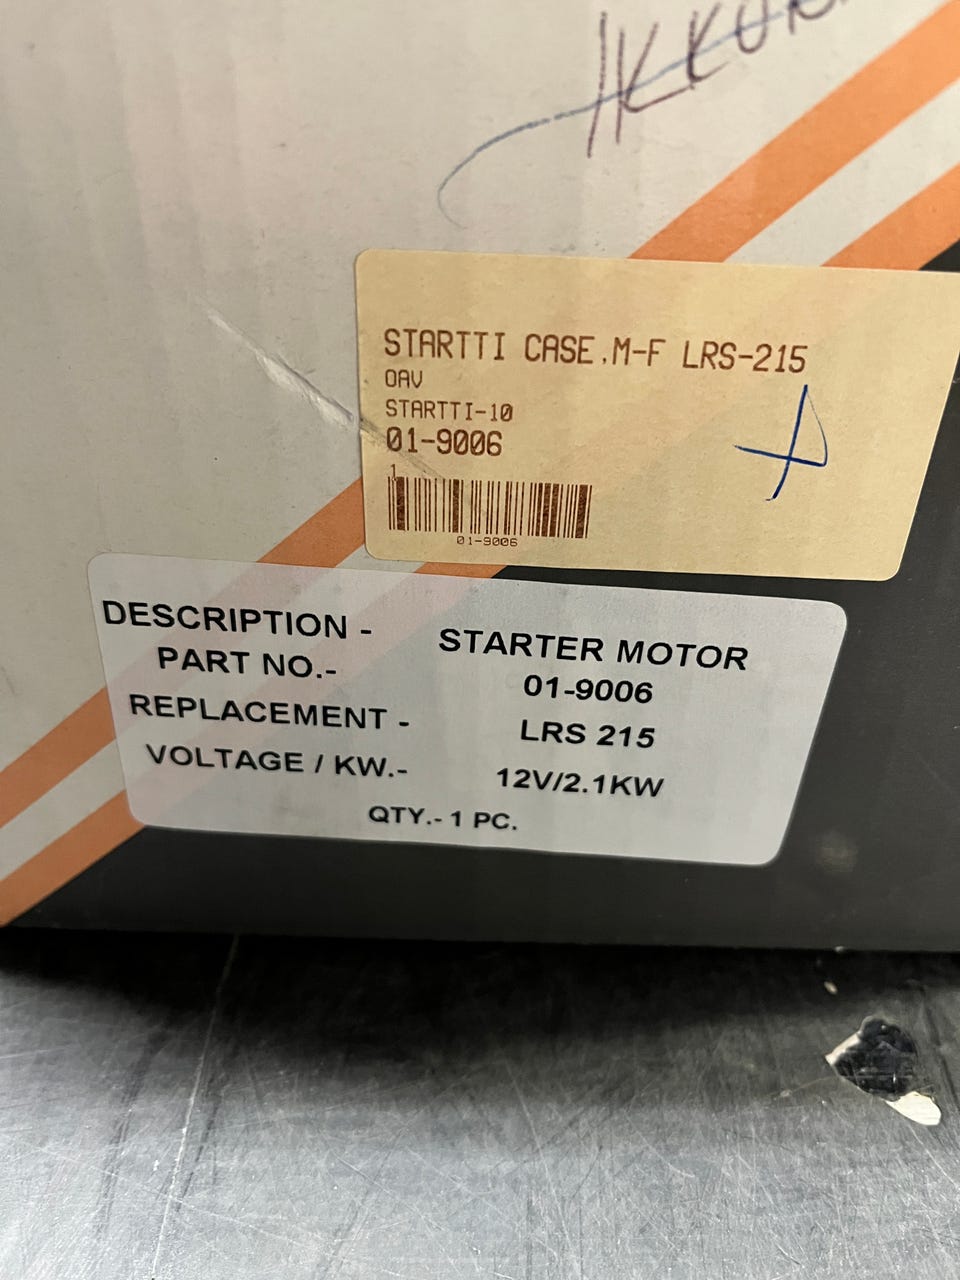 STARTTI CASE.M-F LRS-215
OAV
STARTTI-10
01-9006
1
01-9006
DESCRIPTION - STARTER MOTOR
PART NO.- 01-9006
REPLACEMENT - LRS 215
VOLTAGE / KW.- 12V/2.1KW
QTY.- 1 PC.